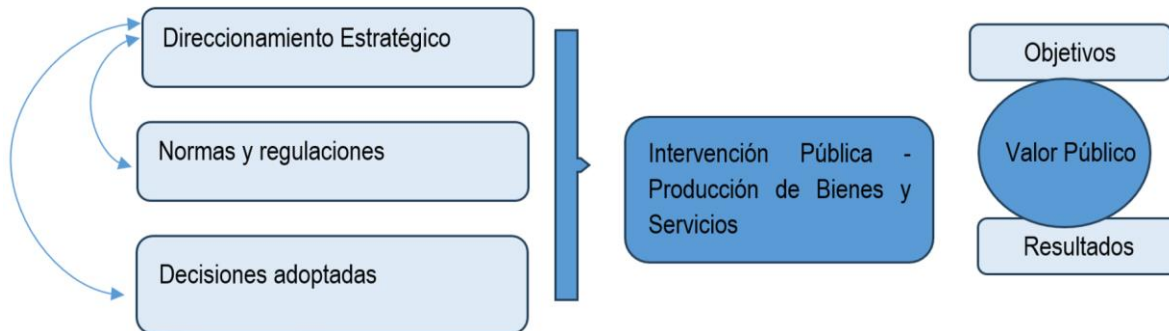 Direccionamiento Estratégico
Normas y regulaciones
Decisiones adoptadas
Intervención Pública -
Producción de Bienes y
Servicios
Objetivos
Valor Público
Resultados